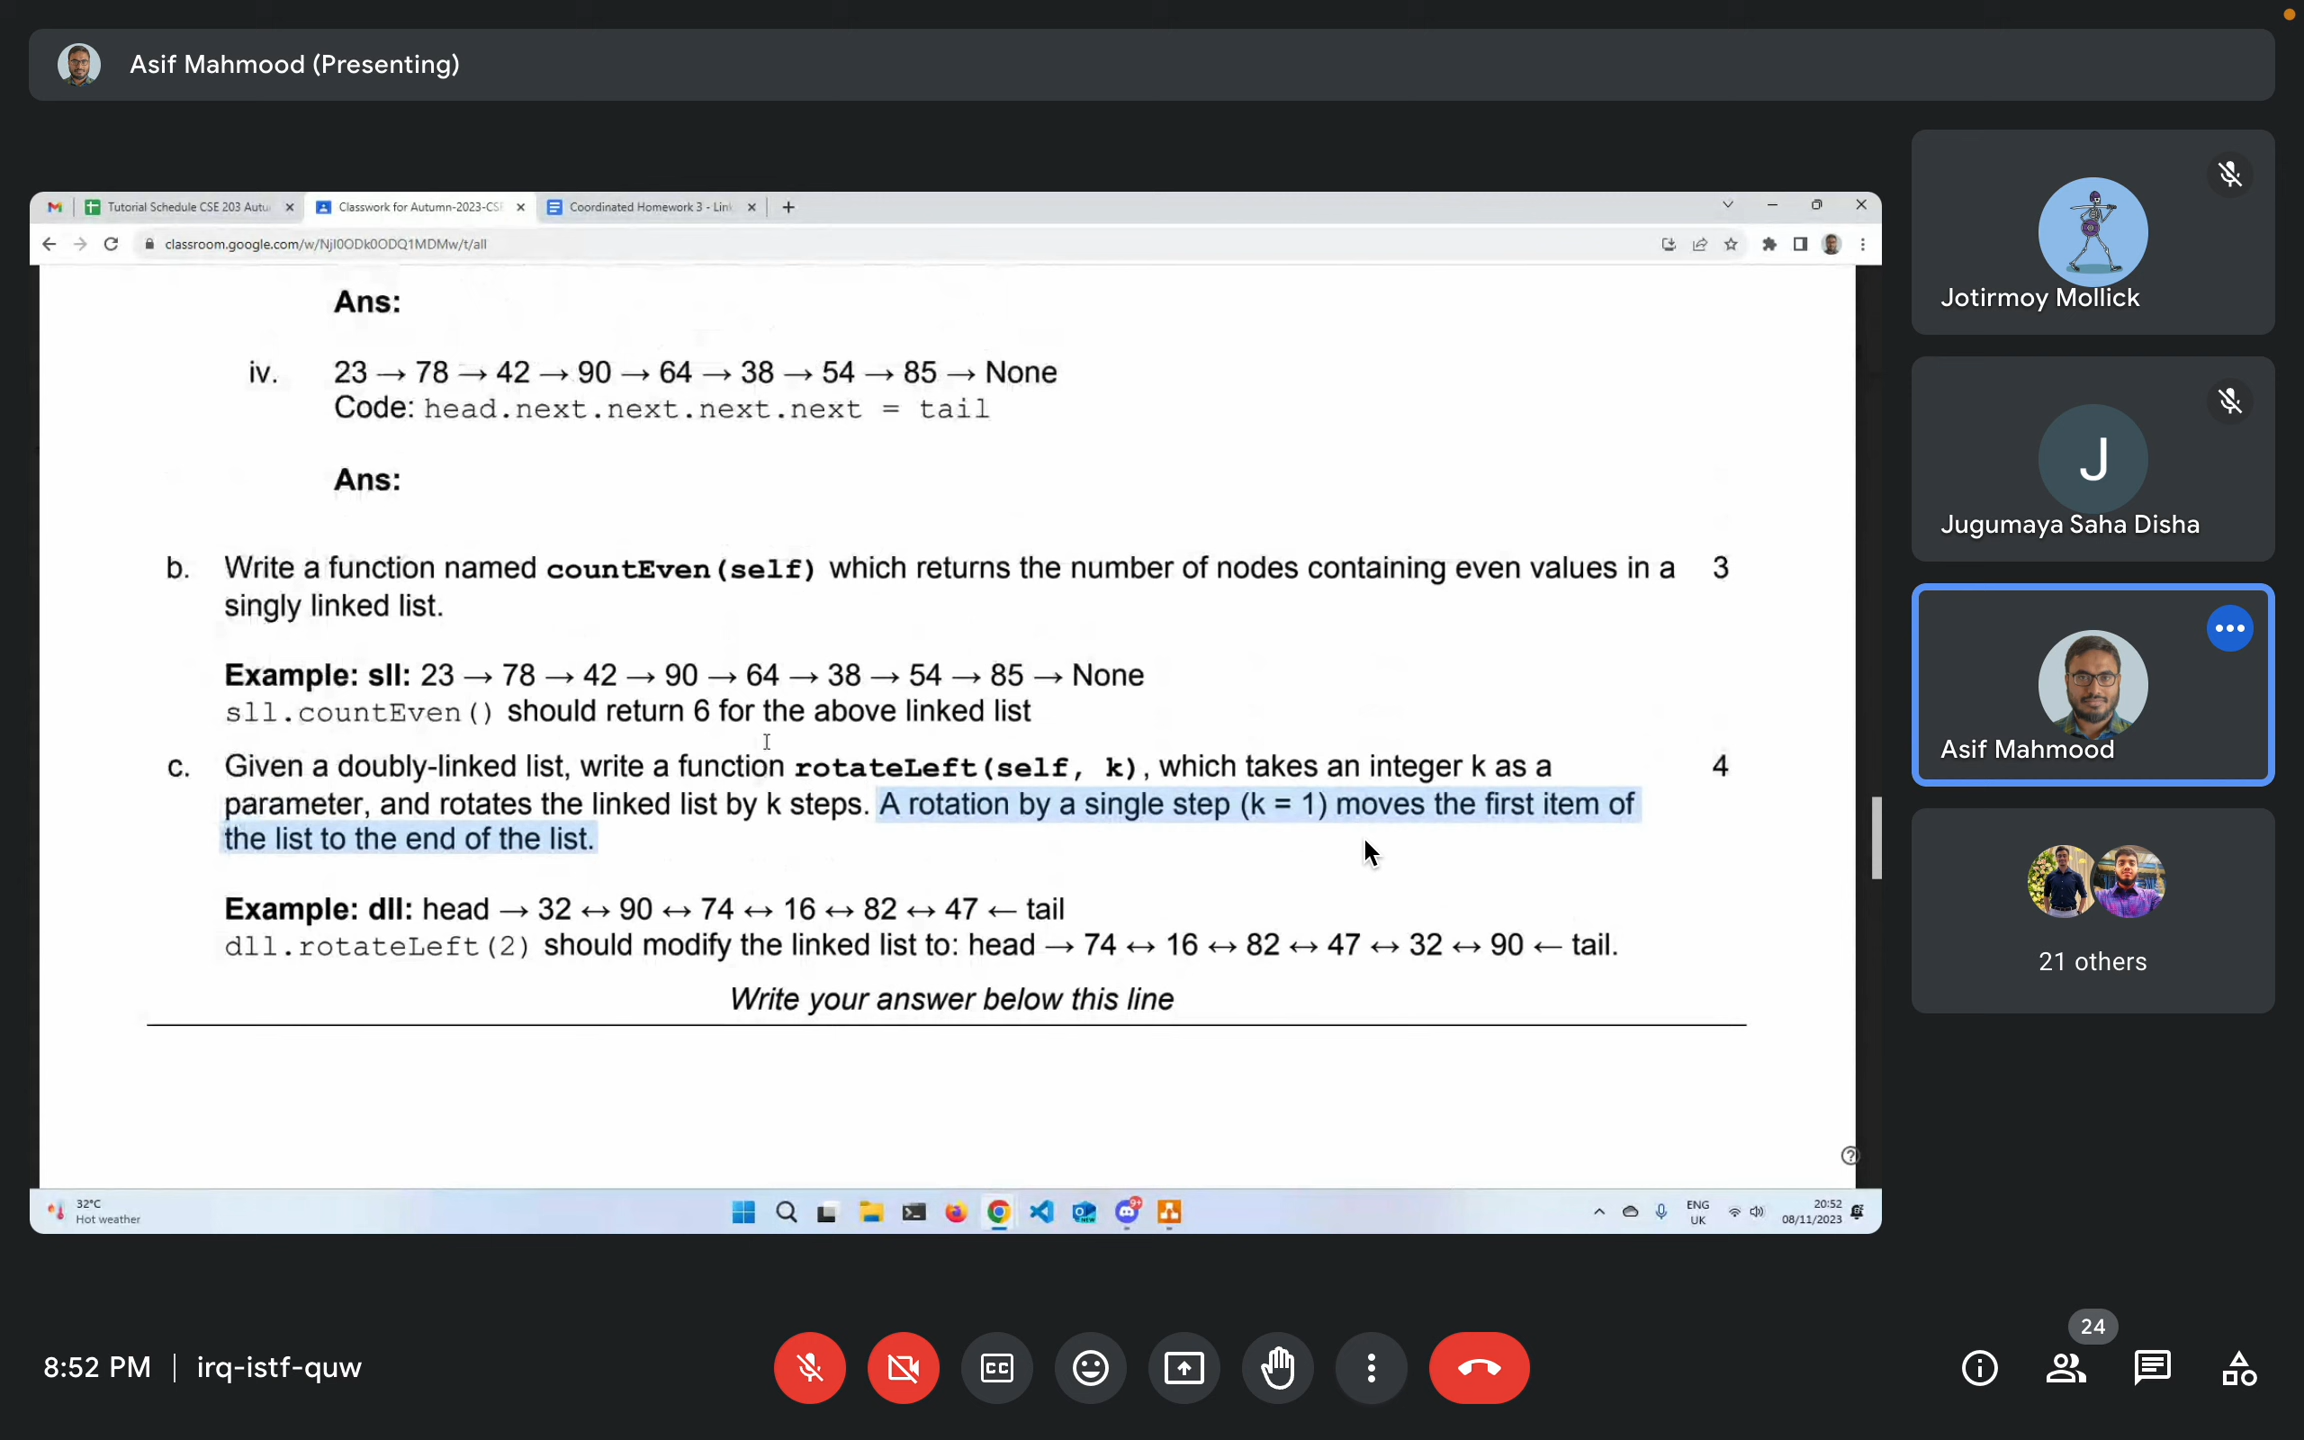 Asif Mahmood (Presenting)
Tutorial Schedule CSE 203 Autu
Classwork for Autumn-2023-CS
Coordinated Homework 3 - Lin
classroom.google.com/w/NjI0ODk0ODQ1MDMw/t/all
Ans:
iv. 23 → 78 → 42 → 90 → 64 → 38 → 54 → 85 → None
Code: head.next.next.next.next = tail
Ans:
b. Write a function named countEven(self) which returns the number of nodes containing even values in a 3
singly linked list.
Example: sll: 23 → 78 → 42 → 90 → 64 → 38 → 54 → 85 → None
sll.countEven() should return 6 for the above linked list
c. Given a doubly-linked list, write a function rotateLeft(self, k), which takes an integer k as a 4
parameter, and rotates the linked list by k steps. A rotation by a single step (k = 1) moves the first item of
the list to the end of the list.
Example: dll: head → 32 ↔ 90 ↔ 74 ↔ 16 ↔ 82 ↔ 47 ← tail
dll.rotateLeft(2) should modify the linked list to: head → 74 ↔ 16 ↔ 82 ↔ 47 ↔ 32 ↔ 90 ← tail.
Write your answer below this line
32°C
Hot weather
9+
NEW
ENG
UK
20:52
08/11/2023
Jotirmoy Mollick
J
Jugumaya Saha Disha
Asif Mahmood
21 others
8:52 PM | irq-istf-quw
CC
24